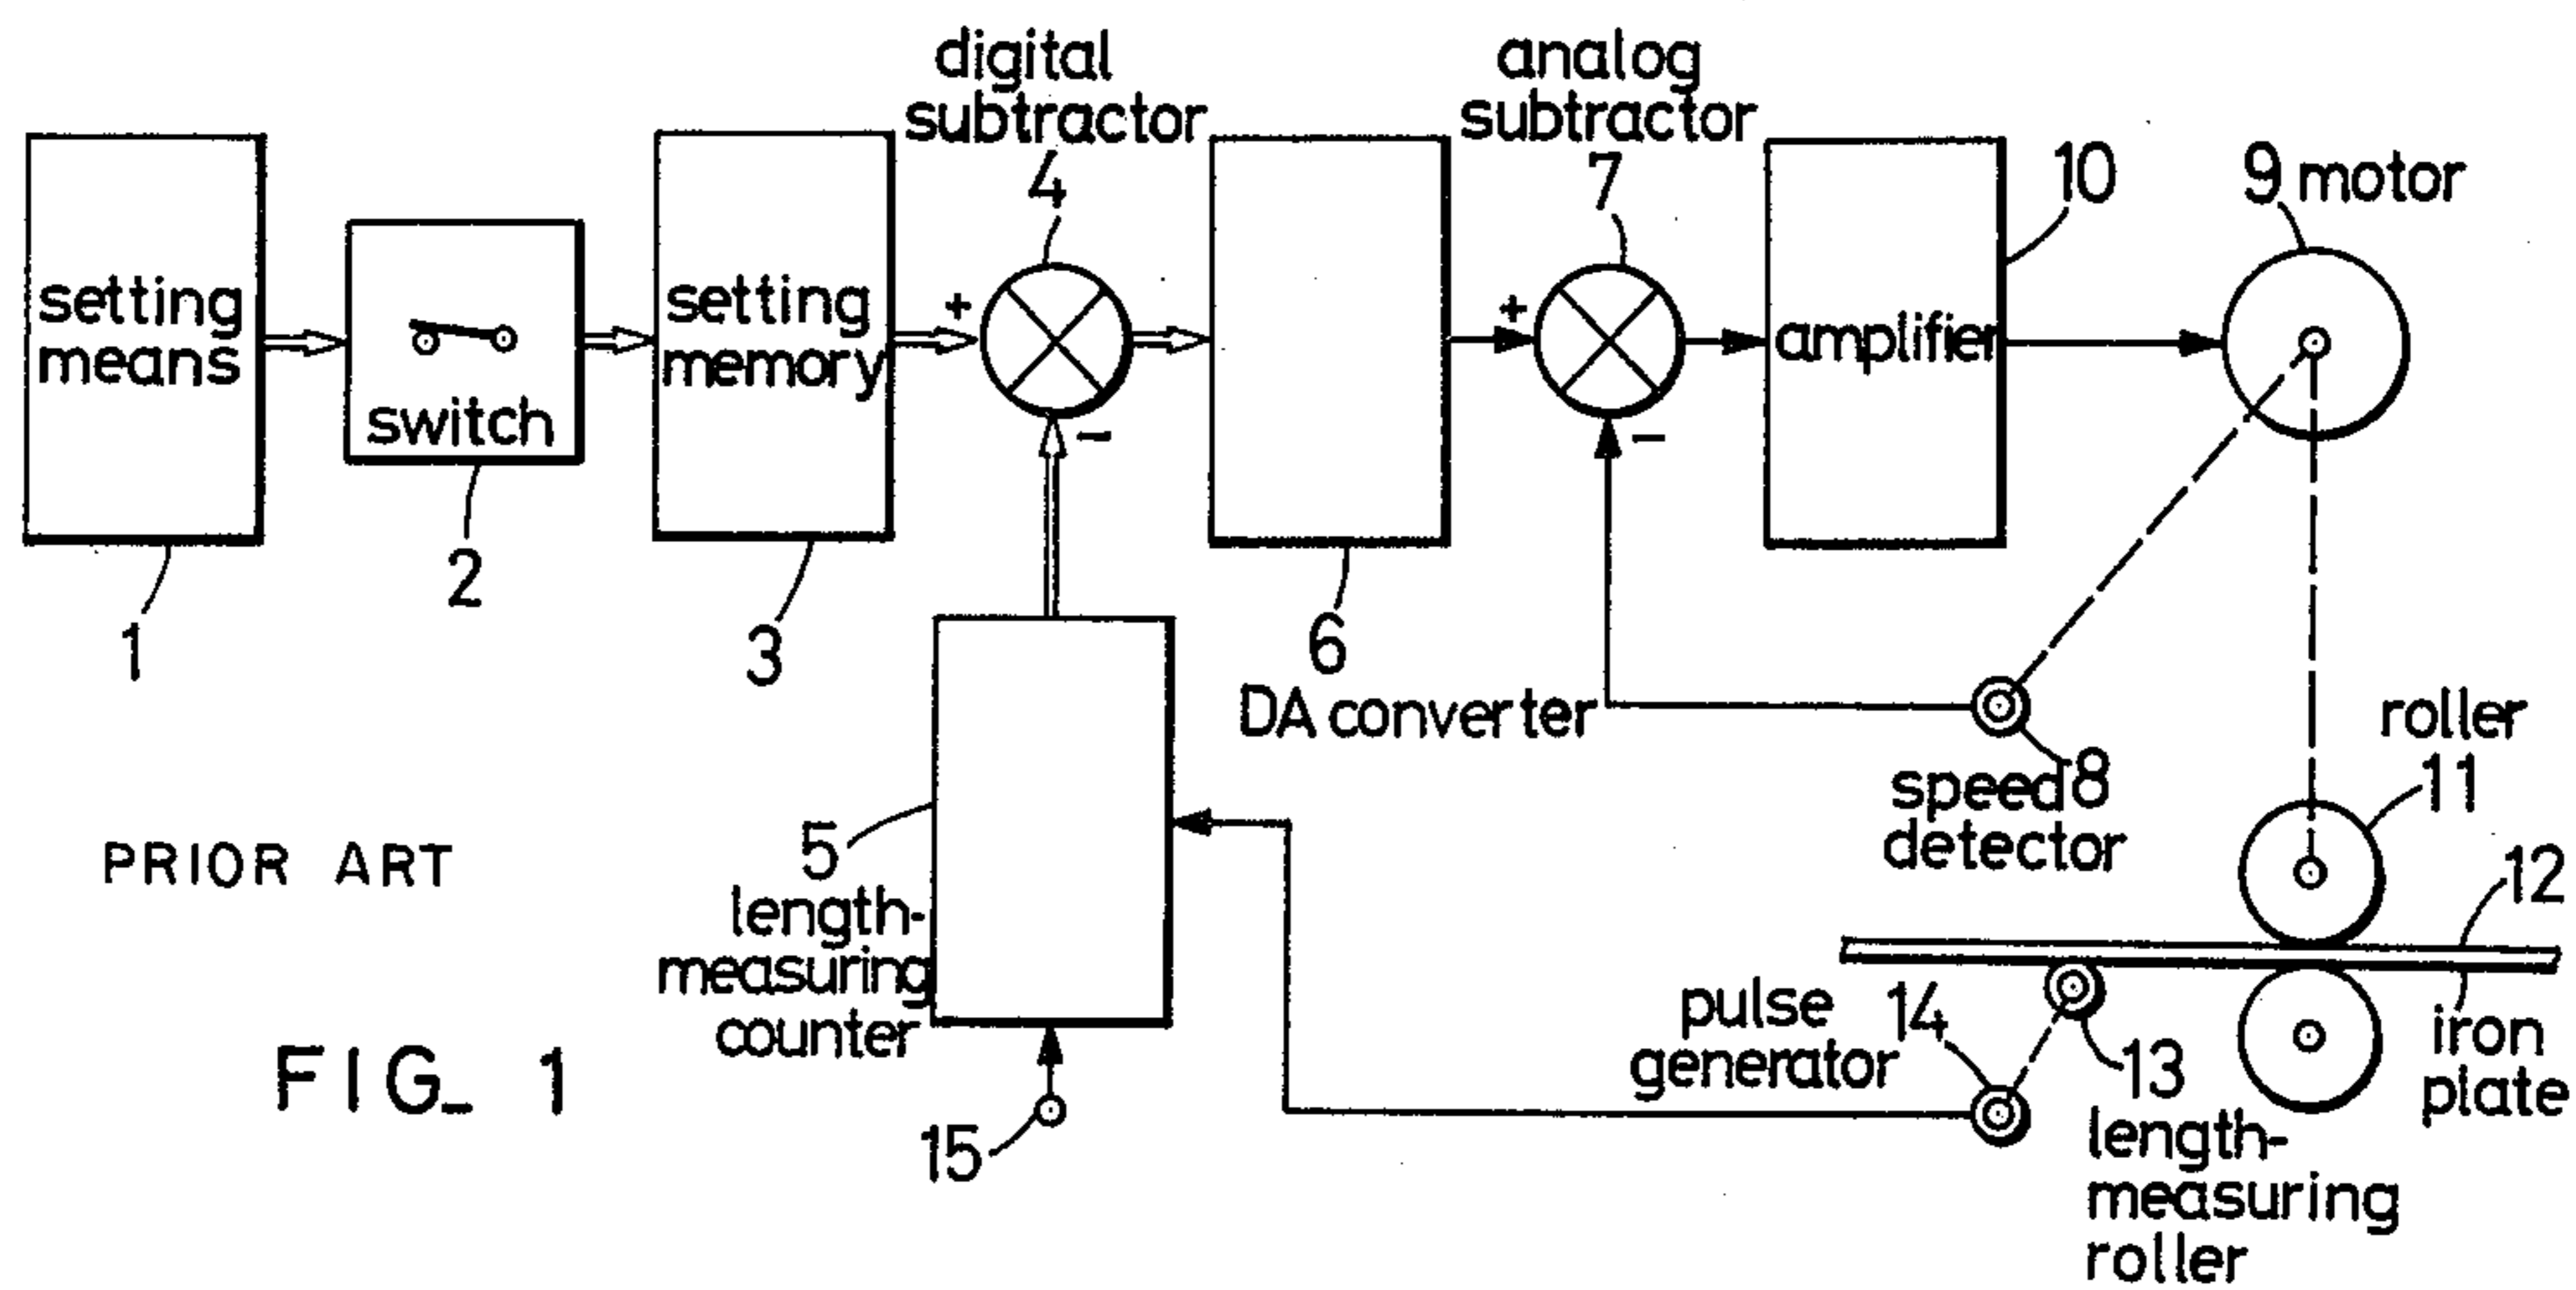 digital
subtractor
4
analog
subtractor
7
10
9 motor
setting
means
1
switch
2
setting
memory
3
+
-
6
DA converter
+
-
amplifier
speed 8
detector
roller
11
12
iron
plate
5
length-
measuring
counter
15
pulse
generator
14
13
length-
measuring
roller
PRIOR ART
FIG_ 1